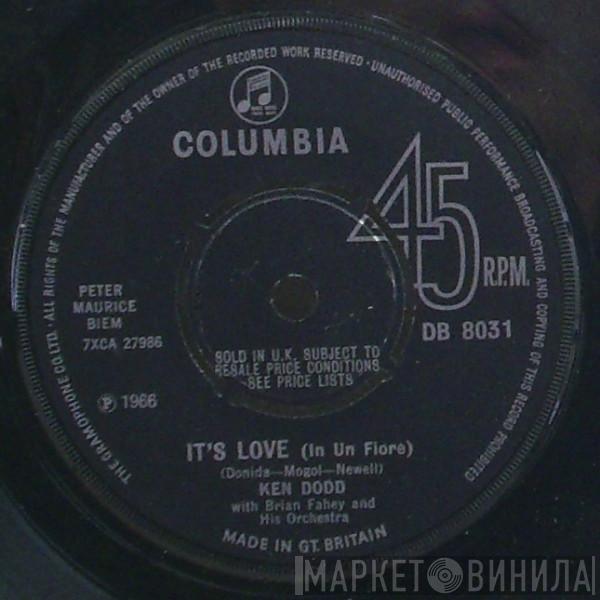 THE GRAMOPHONE CO. LTD. · ALL RIGHTS OF THE MANUFACTURER AND OF THE OWNER OF THE RECORDED WORK RESERVED · UNAUTHORISED PUBLIC PERFORMANCE BROADCASTING AND COPYING OF THIS RECORD PROHIBITED
COLUMBIA
45
R.P.M.
DB 8031
PETER
MAURICE
BIEM
7XCA 27986
SOLD IN U.K. SUBJECT TO
RESALE PRICE CONDITIONS
SEE PRICE LISTS
Ⓟ 1966
IT'S LOVE (In Un Fiore)
(Donida—Mogol—Newell)
KEN DODD
with Brian Fahey and
His Orchestra
MADE IN GT. BRITAIN
МАРКЕТ ВИНИЛА